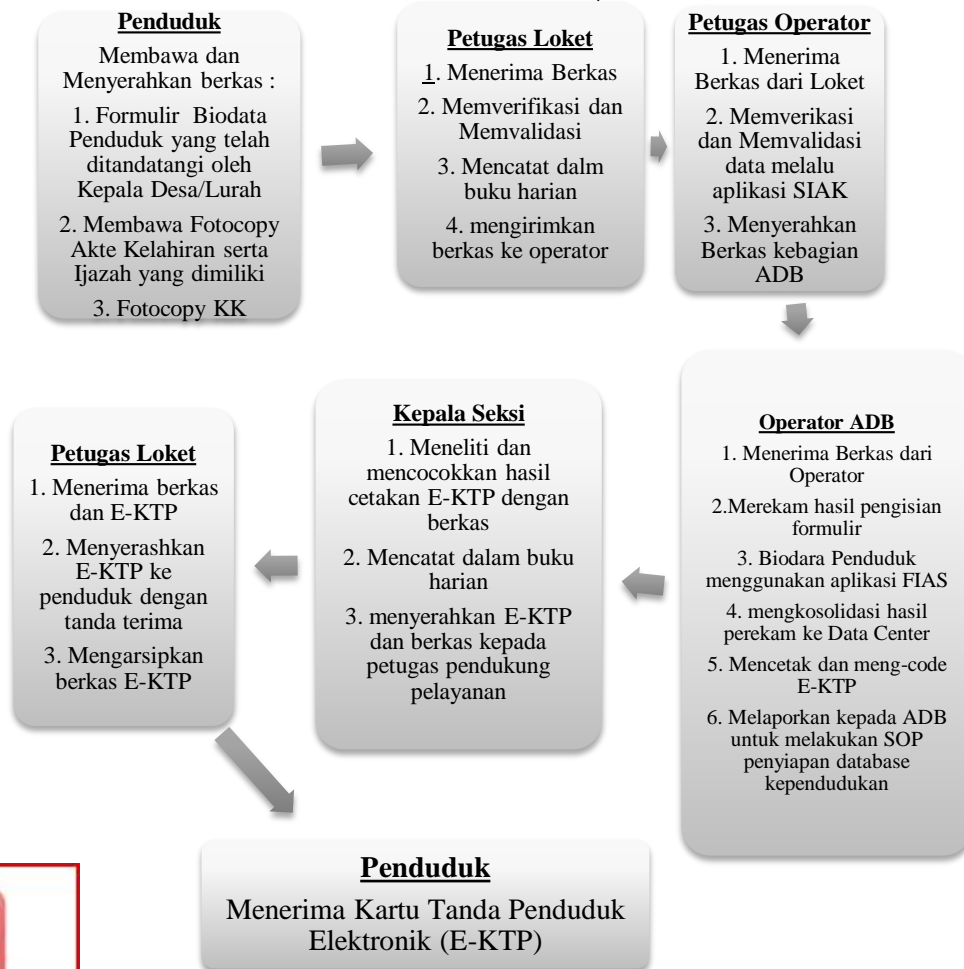 Penduduk
Membawa dan
Menyerahkan berkas :
1. Formulir Biodata
Penduduk yang telah
ditandatangi oleh
Kepala Desa/Lurah
2. Membawa Fotocopy
Akte Kelahiran serta
Ijazah yang dimiliki
3. Fotocopy KK
Petugas Loket
1. Menerima Berkas
2. Memverifikasi dan
Memvalidasi
3. Mencatat dalm
buku harian
4. mengirimkan
berkas ke operator
Petugas Operator
1. Menerima
Berkas dari Loket
2. Memverikasi
dan Memvalidasi
data melalu
aplikasi SIAK
3. Menyerahkan
Berkas kebagian
ADB
Operator ADB
1. Menerima Berkas dari
Operator
2.Merekam hasil pengisian
formulir
3. Biodara Penduduk
menggunakan aplikasi FIAS
4. mengkosolidasi hasil
perekam ke Data Center
5. Mencetak dan meng-code
E-KTP
6. Melaporkan kepada ADB
untuk melakukan SOP
penyiapan database
kependudukan
Kepala Seksi
1. Meneliti dan
mencocokkan hasil
cetakan E-KTP dengan
berkas
2. Mencatat dalam buku
harian
3. menyerahkan E-KTP
dan berkas kepada
petugas pendukung
pelayanan
Petugas Loket
1. Menerima berkas
dan E-KTP
2. Menyerashkan
E-KTP ke
penduduk dengan
tanda terima
3. Mengarsipkan
berkas E-KTP
Penduduk
Menerima Kartu Tanda Penduduk
Elektronik (E-KTP)